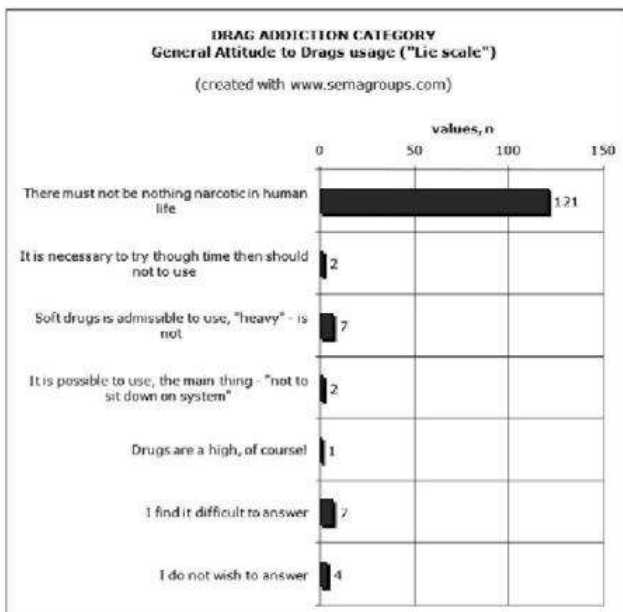 DRAG ADDICTION CATEGORY
General Attitude to Drags usage ("Lie scale")
(created with www.semagroups.com)
values, n
0 50 100 150
There must not be nothing narcotic in human
life
121
It is necessary to try though time then should
not to use
2
Soft drugs is admissible to use, "heavy" - is
not
7
It is possible to use, the main thing - "not to
sit down on system"
2
Drugs are a high, of course!
1
I find it difficult to answer
7
I do not wish to answer
4